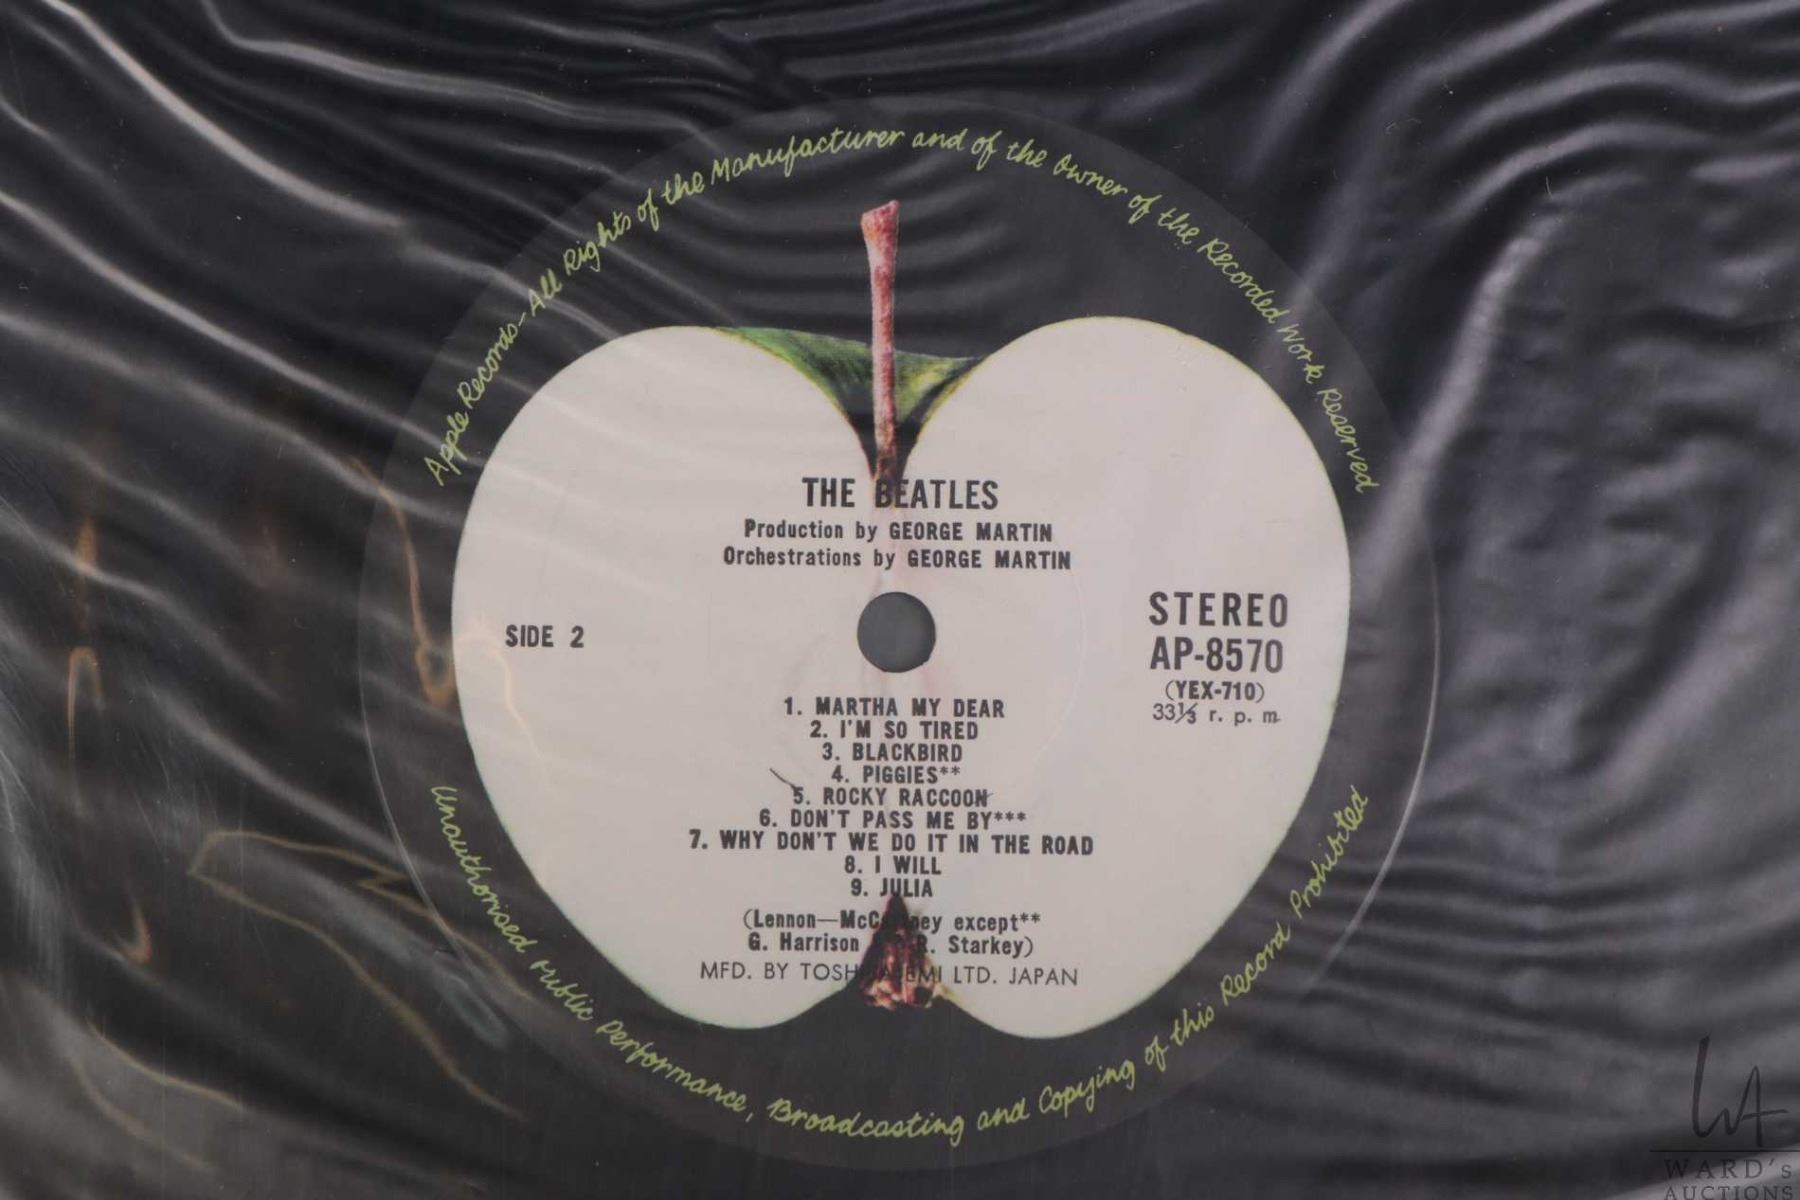 Apple Records-All Rights of the Manufacturer and of the Owner of the Recorded Work Reserved
THE BEATLES
Production by GEORGE MARTIN
Orchestrations by GEORGE MARTIN
SIDE 2
STEREO
AP-8570
(YEX-710)
33⅓ r. p. m
1. MARTHA MY DEAR
2. I'M SO TIRED
3. BLACKBIRD
4. PIGGIES**
5. ROCKY RACCOON
6. DON'T PASS ME BY***
7. WHY DON'T WE DO IT IN THE ROAD
8. I WILL
9. JULIA
(Lennon—McCartney except**
G. Harrison R. Starkey)
MFD. BY TOSHIBA EMI LTD. JAPAN
Unauthorised Public Performance, Broadcasting and Copying of this Record Prohibited
WA
WARD's
AUCTIONS